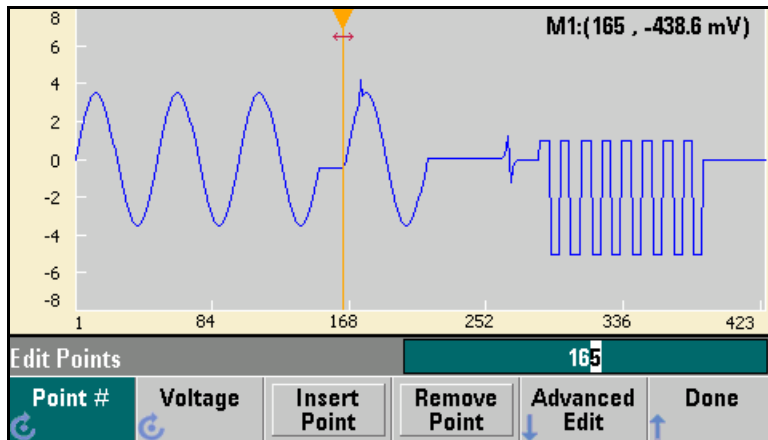 M1:(165 , -438.6 mV)
8
6
4
2
0
-2
-4
-6
-8
1 84 168 252 336 423
Edit Points 165
Point # Voltage Insert Point Remove Point Advanced Edit Done